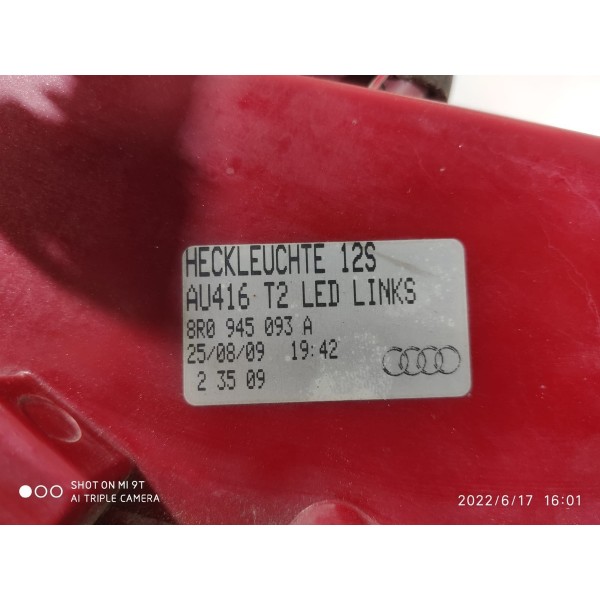 HECKLEUCHTE 12S
AU416 T2 LED LINKS
8R0 945 093 A
25/08/09 19:42
2 35 09
SHOT ON MI 9T
AI TRIPLE CAMERA
2022/6/17 16:01